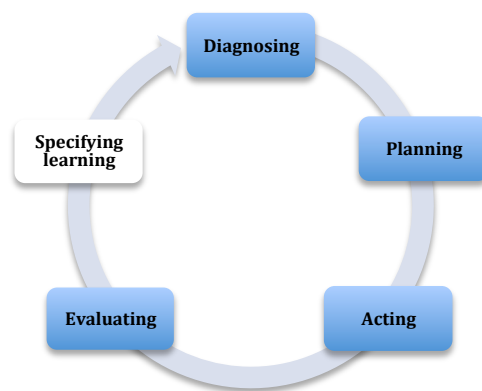 Diagnosing
Planning
Acting
Evaluating
Specifying
learning